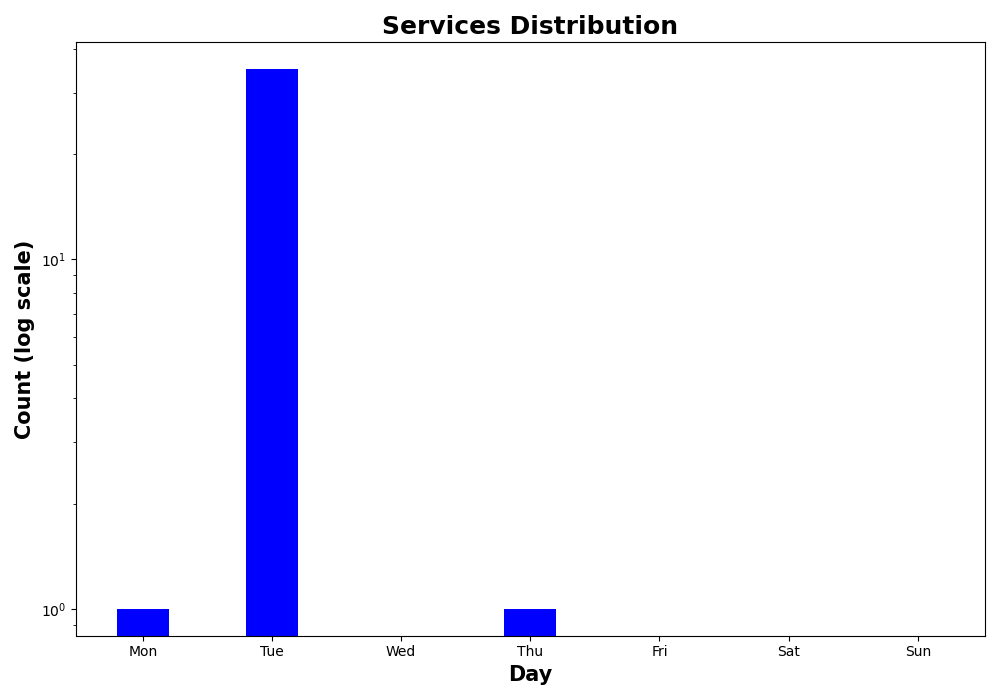 Services Distribution
Count (log scale)
10¹
10⁰
Mon Tue Wed Thu Fri Sat Sun
Day